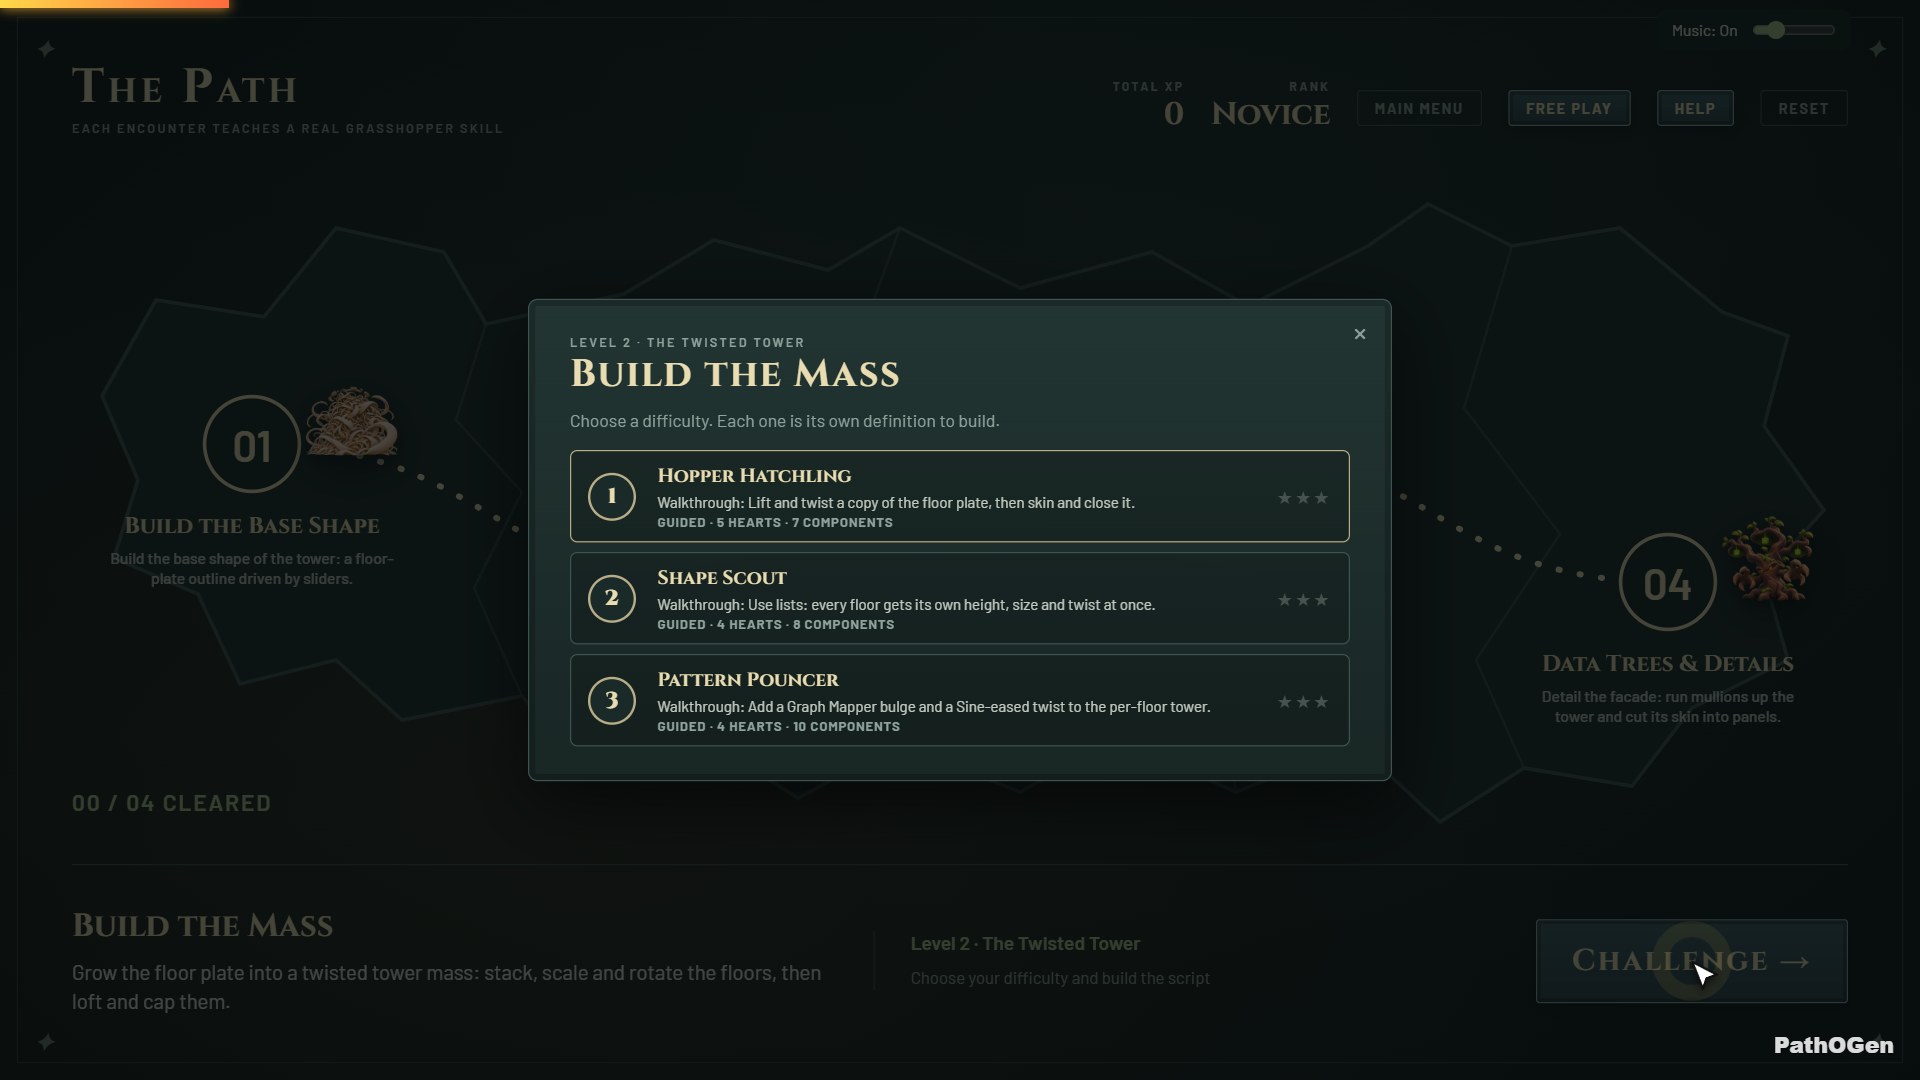 Music: On
The Path
EACH ENCOUNTER TEACHES A REAL GRASSHOPPER SKILL
TOTAL XP
0
RANK
Novice
MAIN MENU
FREE PLAY
HELP
RESET
LEVEL 2 · THE TWISTED TOWER
Build the Mass
×
Choose a difficulty. Each one is its own definition to build.
1
Hopper Hatchling
Walkthrough: Lift and twist a copy of the floor plate, then skin and close it.
GUIDED · 5 HEARTS · 7 COMPONENTS
★★★
2
Shape Scout
Walkthrough: Use lists: every floor gets its own height, size and twist at once.
GUIDED · 4 HEARTS · 8 COMPONENTS
★★★
3
Pattern Pouncer
Walkthrough: Add a Graph Mapper bulge and a Sine-eased twist to the per-floor tower.
GUIDED · 4 HEARTS · 10 COMPONENTS
★★★
01
Build the Base Shape
Build the base shape of the tower: a floor-
plate outline driven by sliders.
04
Data Trees & Details
Detail the facade: run mullions up the
tower and cut its skin into panels.
00 / 04 CLEARED
Build the Mass
Grow the floor plate into a twisted tower mass: stack, scale and rotate the floors, then
loft and cap them.
Level 2 · The Twisted Tower
Choose your difficulty and build the script
Challenge →
PathOGen